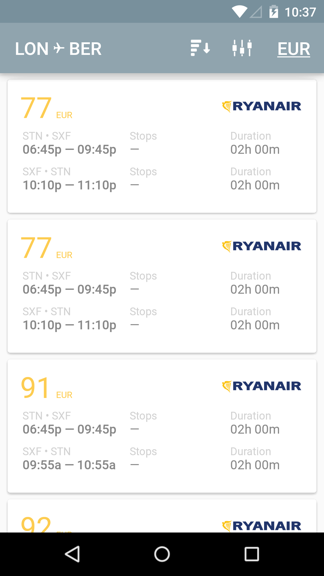 10:37
LON ✈ BER EUR
77 EUR RYANAIR
STN • SXF Stops Duration
06:45p — 09:45p — 02h 00m
SXF • STN Stops Duration
10:10p — 11:10p — 02h 00m
77 EUR RYANAIR
STN • SXF Stops Duration
06:45p — 09:45p — 02h 00m
SXF • STN Stops Duration
10:10p — 11:10p — 02h 00m
91 EUR RYANAIR
STN • SXF Stops Duration
06:45p — 09:45p — 02h 00m
SXF • STN Stops Duration
09:55a — 10:55a — 02h 00m
92 RYANAIR